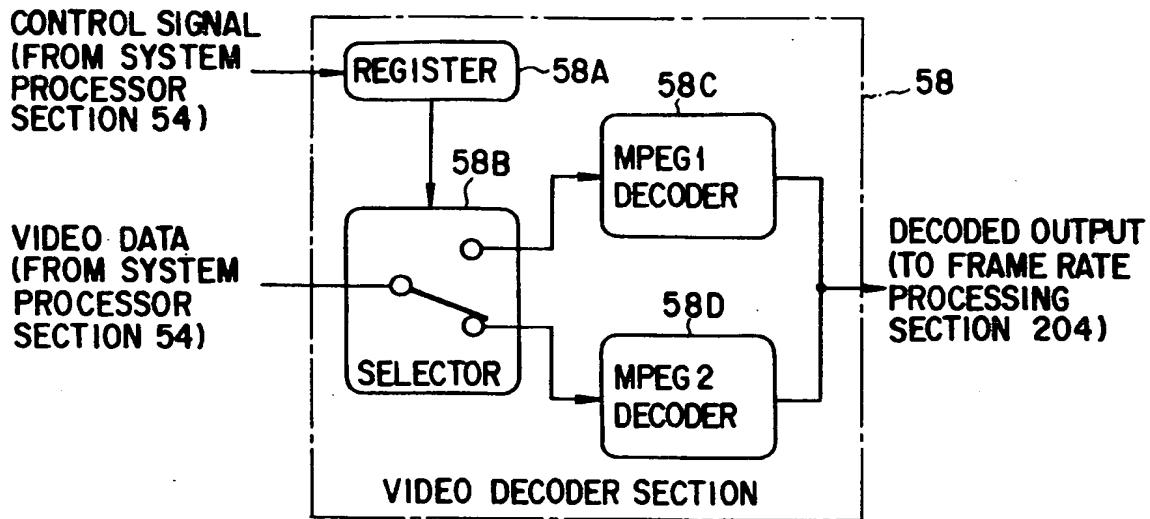 CONTROL SIGNAL
(FROM SYSTEM
PROCESSOR
SECTION 54)
REGISTER
58A
58
58B
58C
MPEG1
DECODER
VIDEO DATA
(FROM SYSTEM
PROCESSOR
SECTION 54)
SELECTOR
58D
MPEG2
DECODER
DECODED OUTPUT
(TO FRAME RATE
PROCESSING
SECTION 204)
VIDEO DECODER SECTION